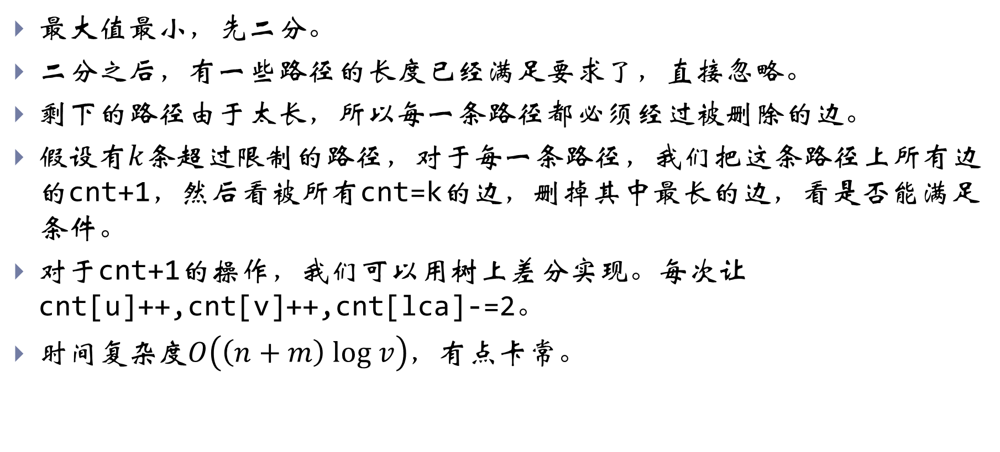 最大值最小，先二分。
二分之后，有一些路径的长度已经满足要求了，直接忽略。
剩下的路径由于太长，所以每一条路径都必须经过被删除的边。
假设有k条超过限制的路径，对于每一条路径，我们把这条路径上所有边
的cnt+1，然后看被所有cnt=k的边，删掉其中最长的边，看是否能满足
条件。
对于cnt+1的操作，我们可以用树上差分实现。每次让
cnt[u]++,cnt[v]++,cnt[lca]-=2。
时间复杂度O((n + m) log v)，有点卡常。